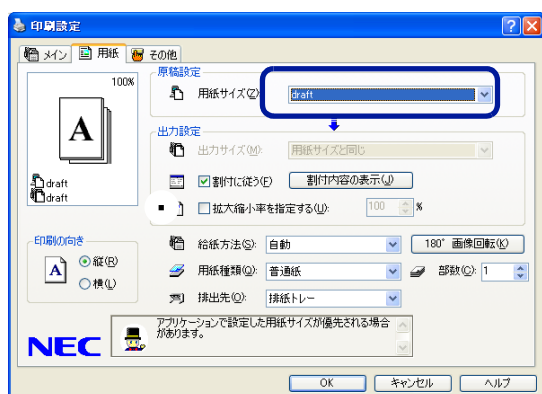 印刷設定
メイン 用紙 その他
100%
A
draft
draft
原稿設定
用紙サイズ(Z): draft
出力設定
出力サイズ(M): 用紙サイズと同じ
割付に従う(F) 割付内容の表示(J)
拡大縮小率を指定する(U): 100 %
印刷の向き
A
縦(R)
横(L)
給紙方法(S): 自動 180° 画像回転(K)
用紙種類(Q): 普通紙 部数(C): 1
排出先(O): 排紙トレー
NEC
アプリケーションで設定した用紙サイズが優先される場合
があります。
OK キャンセル ヘルプ